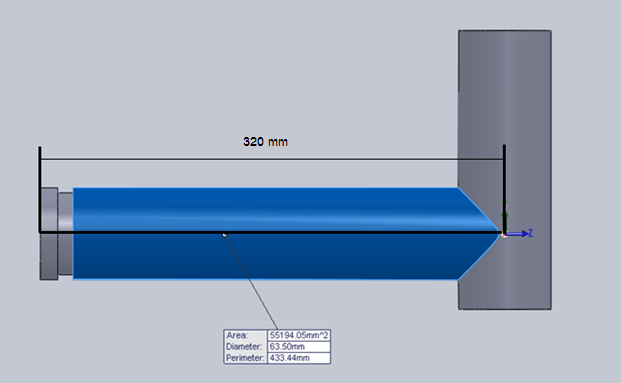 320 mm
Z
Area: 55194.05mm^2
Diameter: 63.50mm
Perimeter: 433.44mm